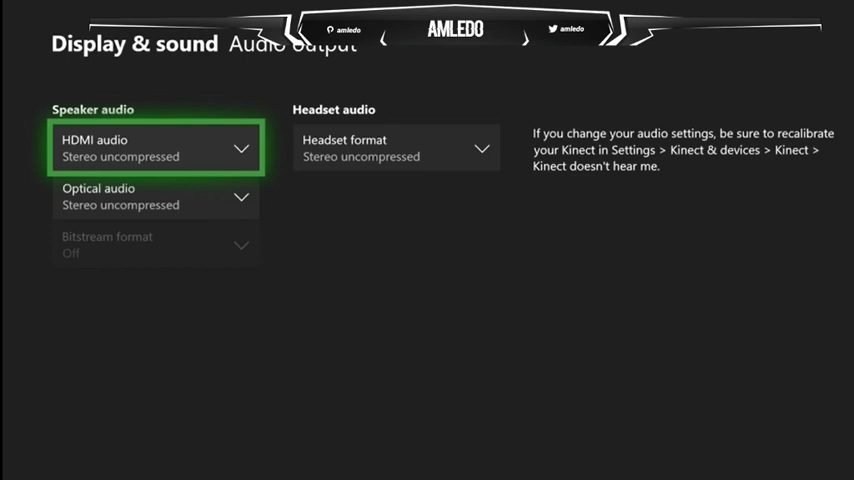 amledo
AMLEDO
amledo
Display & sound Audio output
Speaker audio
HDMI audio
Stereo uncompressed
Optical audio
Stereo uncompressed
Bitstream format
Off
Headset audio
Headset format
Stereo uncompressed
If you change your audio settings, be sure to recalibrate
your Kinect in Settings > Kinect & devices > Kinect >
Kinect doesn't hear me.